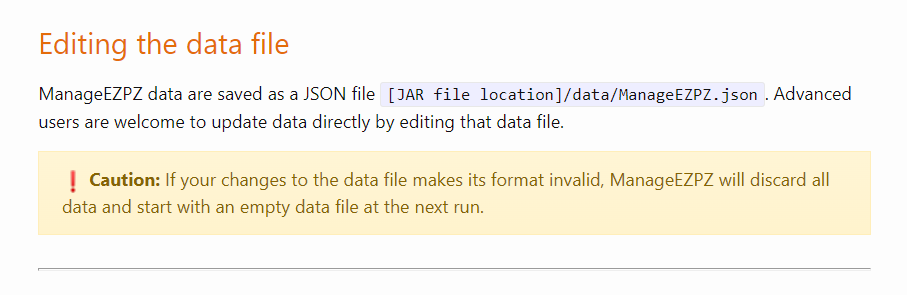 Editing the data file
ManageEZPZ data are saved as a JSON file [JAR file location]/data/ManageEZPZ.json. Advanced
users are welcome to update data directly by editing that data file.
❗ Caution: If your changes to the data file makes its format invalid, ManageEZPZ will discard all
data and start with an empty data file at the next run.